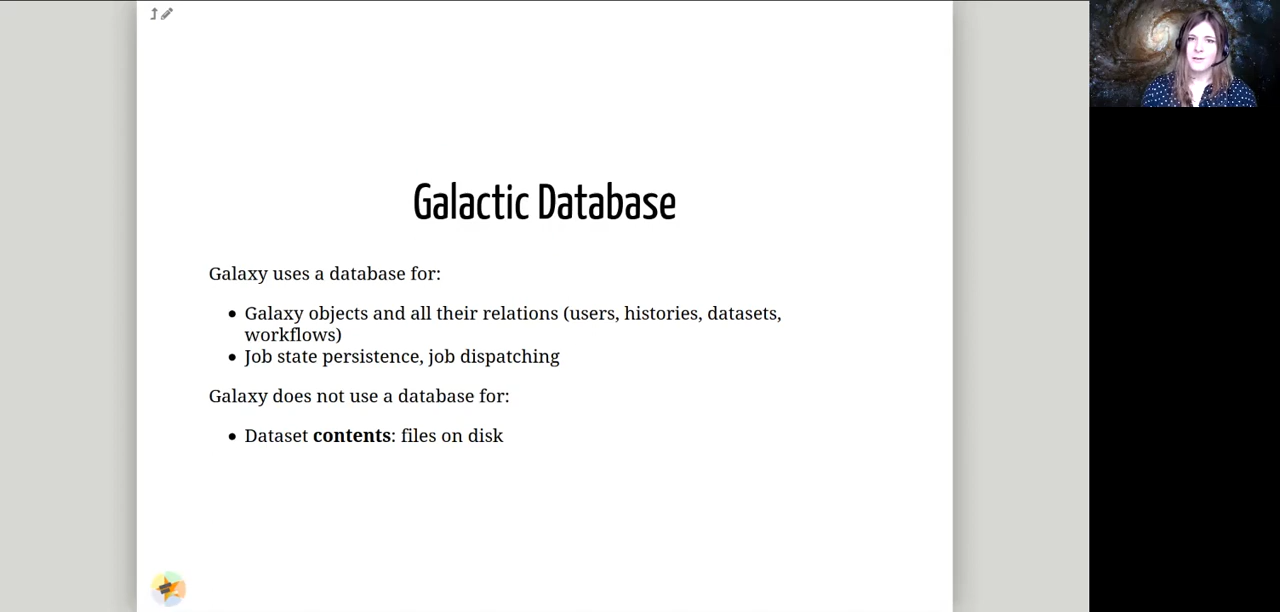 Galactic Database
Galaxy uses a database for:
Galaxy objects and all their relations (users, histories, datasets,
workflows)
Job state persistence, job dispatching
Galaxy does not use a database for:
Dataset contents: files on disk